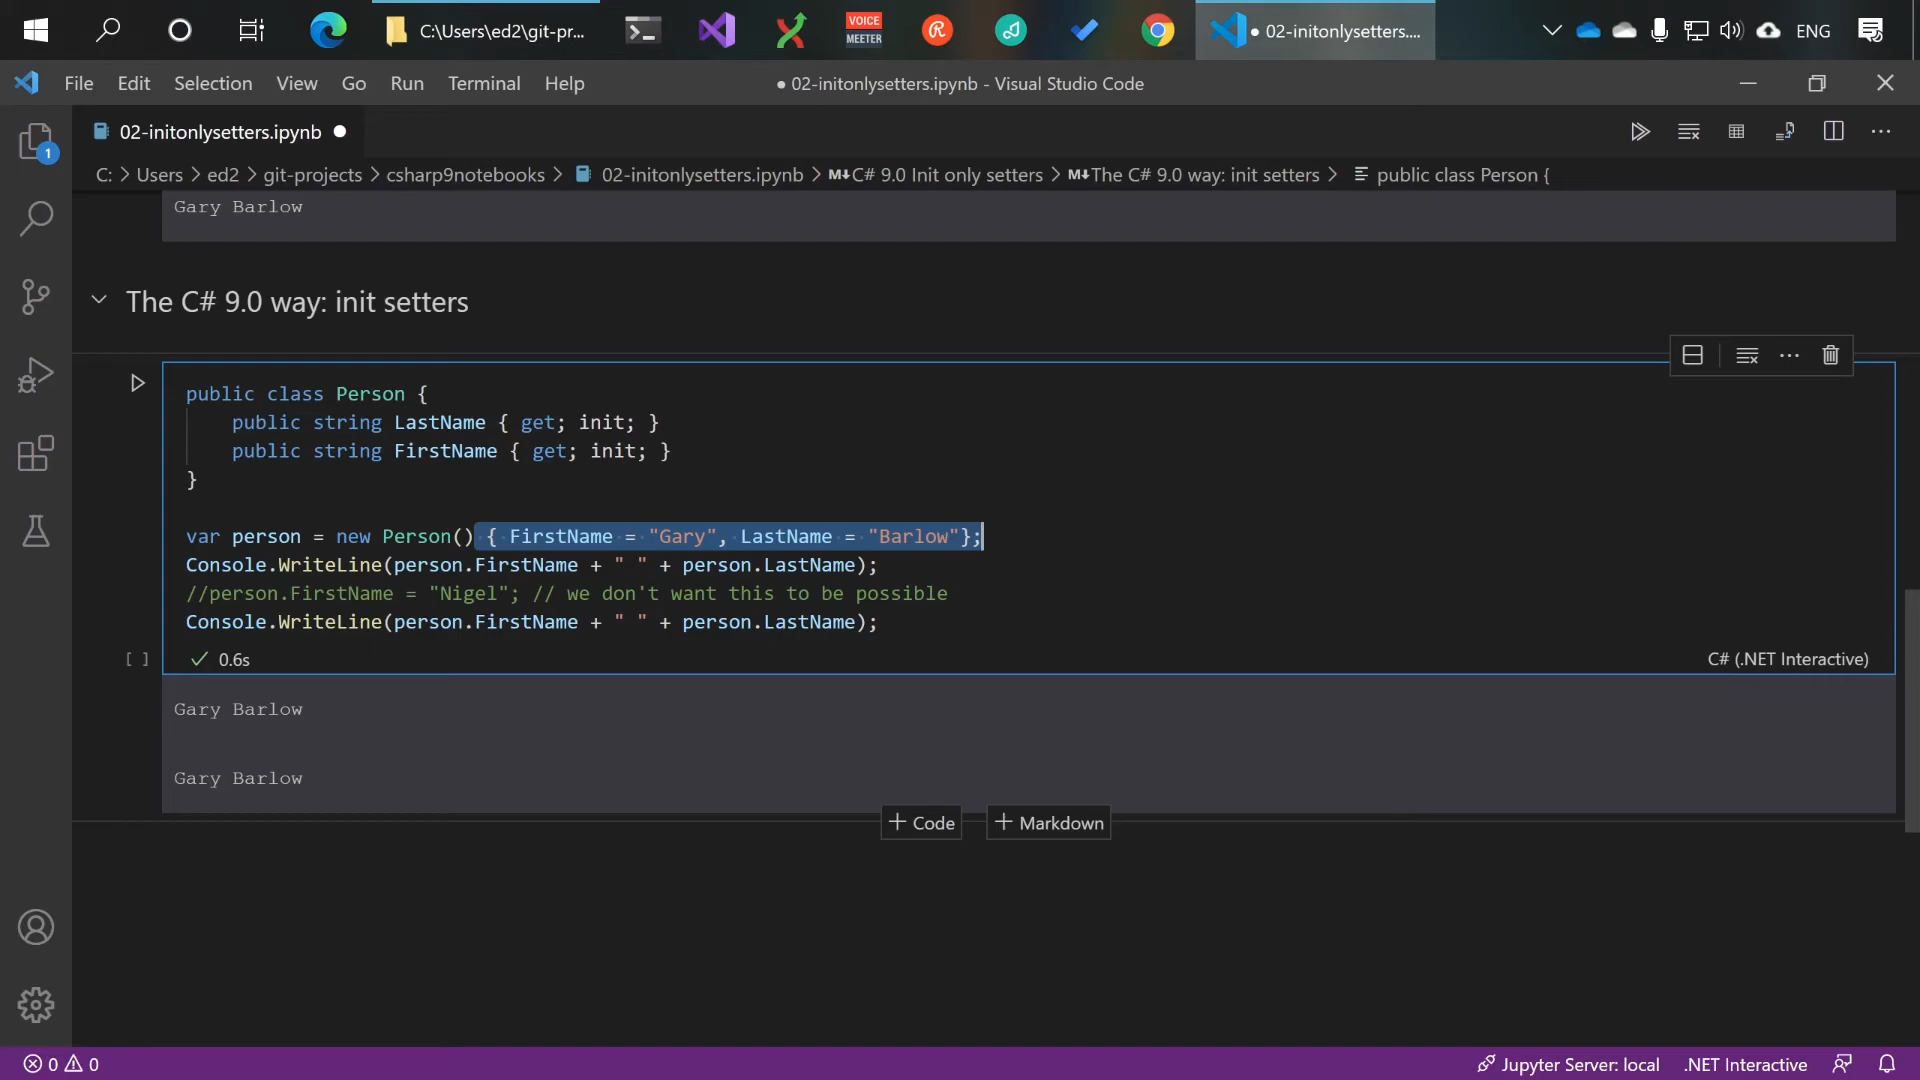 C:\Users\ed2\git-pr...
VOICE
MEETER
02-initonlysetters....
ENG
File Edit Selection View Go Run Terminal Help
● 02-initonlysetters.ipynb - Visual Studio Code
1
02-initonlysetters.ipynb
C: > Users > ed2 > git-projects > csharp9notebooks > 02-initonlysetters.ipynb > M↓C# 9.0 Init only setters > M↓The C# 9.0 way: init setters > public class Person {
Gary Barlow
The C# 9.0 way: init setters
public class Person {
public string LastName { get; init; }
public string FirstName { get; init; }
}
var person = new Person() { FirstName = "Gary", LastName = "Barlow"};
Console.WriteLine(person.FirstName + " " + person.LastName);
//person.FirstName = "Nigel"; // we don't want this to be possible
Console.WriteLine(person.FirstName + " " + person.LastName);
[ ] ✓ 0.6s C# (.NET Interactive)
Gary Barlow
Gary Barlow
+ Code + Markdown
0 0 Jupyter Server: local .NET Interactive